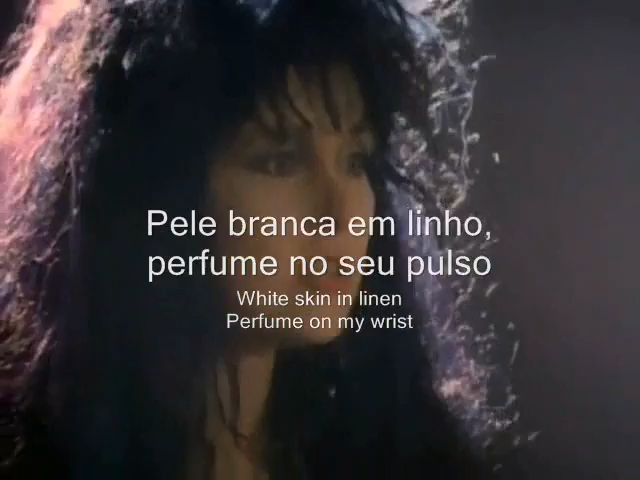 Pele branca em linho,
perfume no seu pulso
White skin in linen
Perfume on my wrist